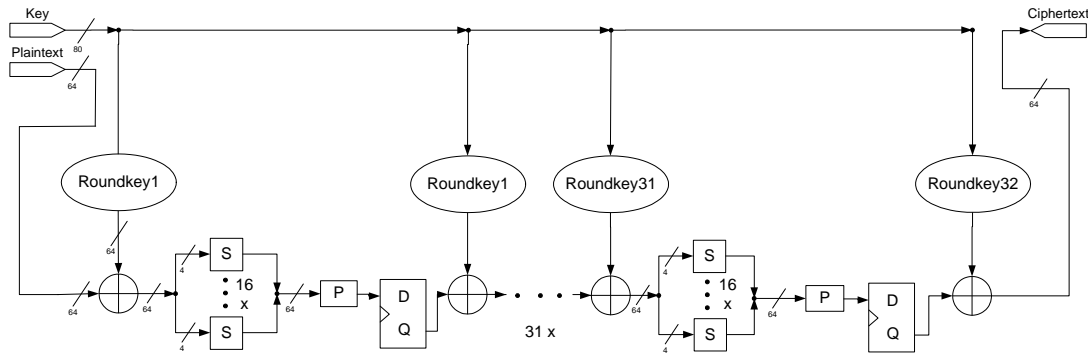 Key
80
Ciphertext
Plaintext
64
64
Roundkey1
Roundkey1
Roundkey31
Roundkey32
64
64
64
4
S
16
x
4
S
64
P
D
Q
31 x
64
4
S
16
x
4
S
64
P
D
Q